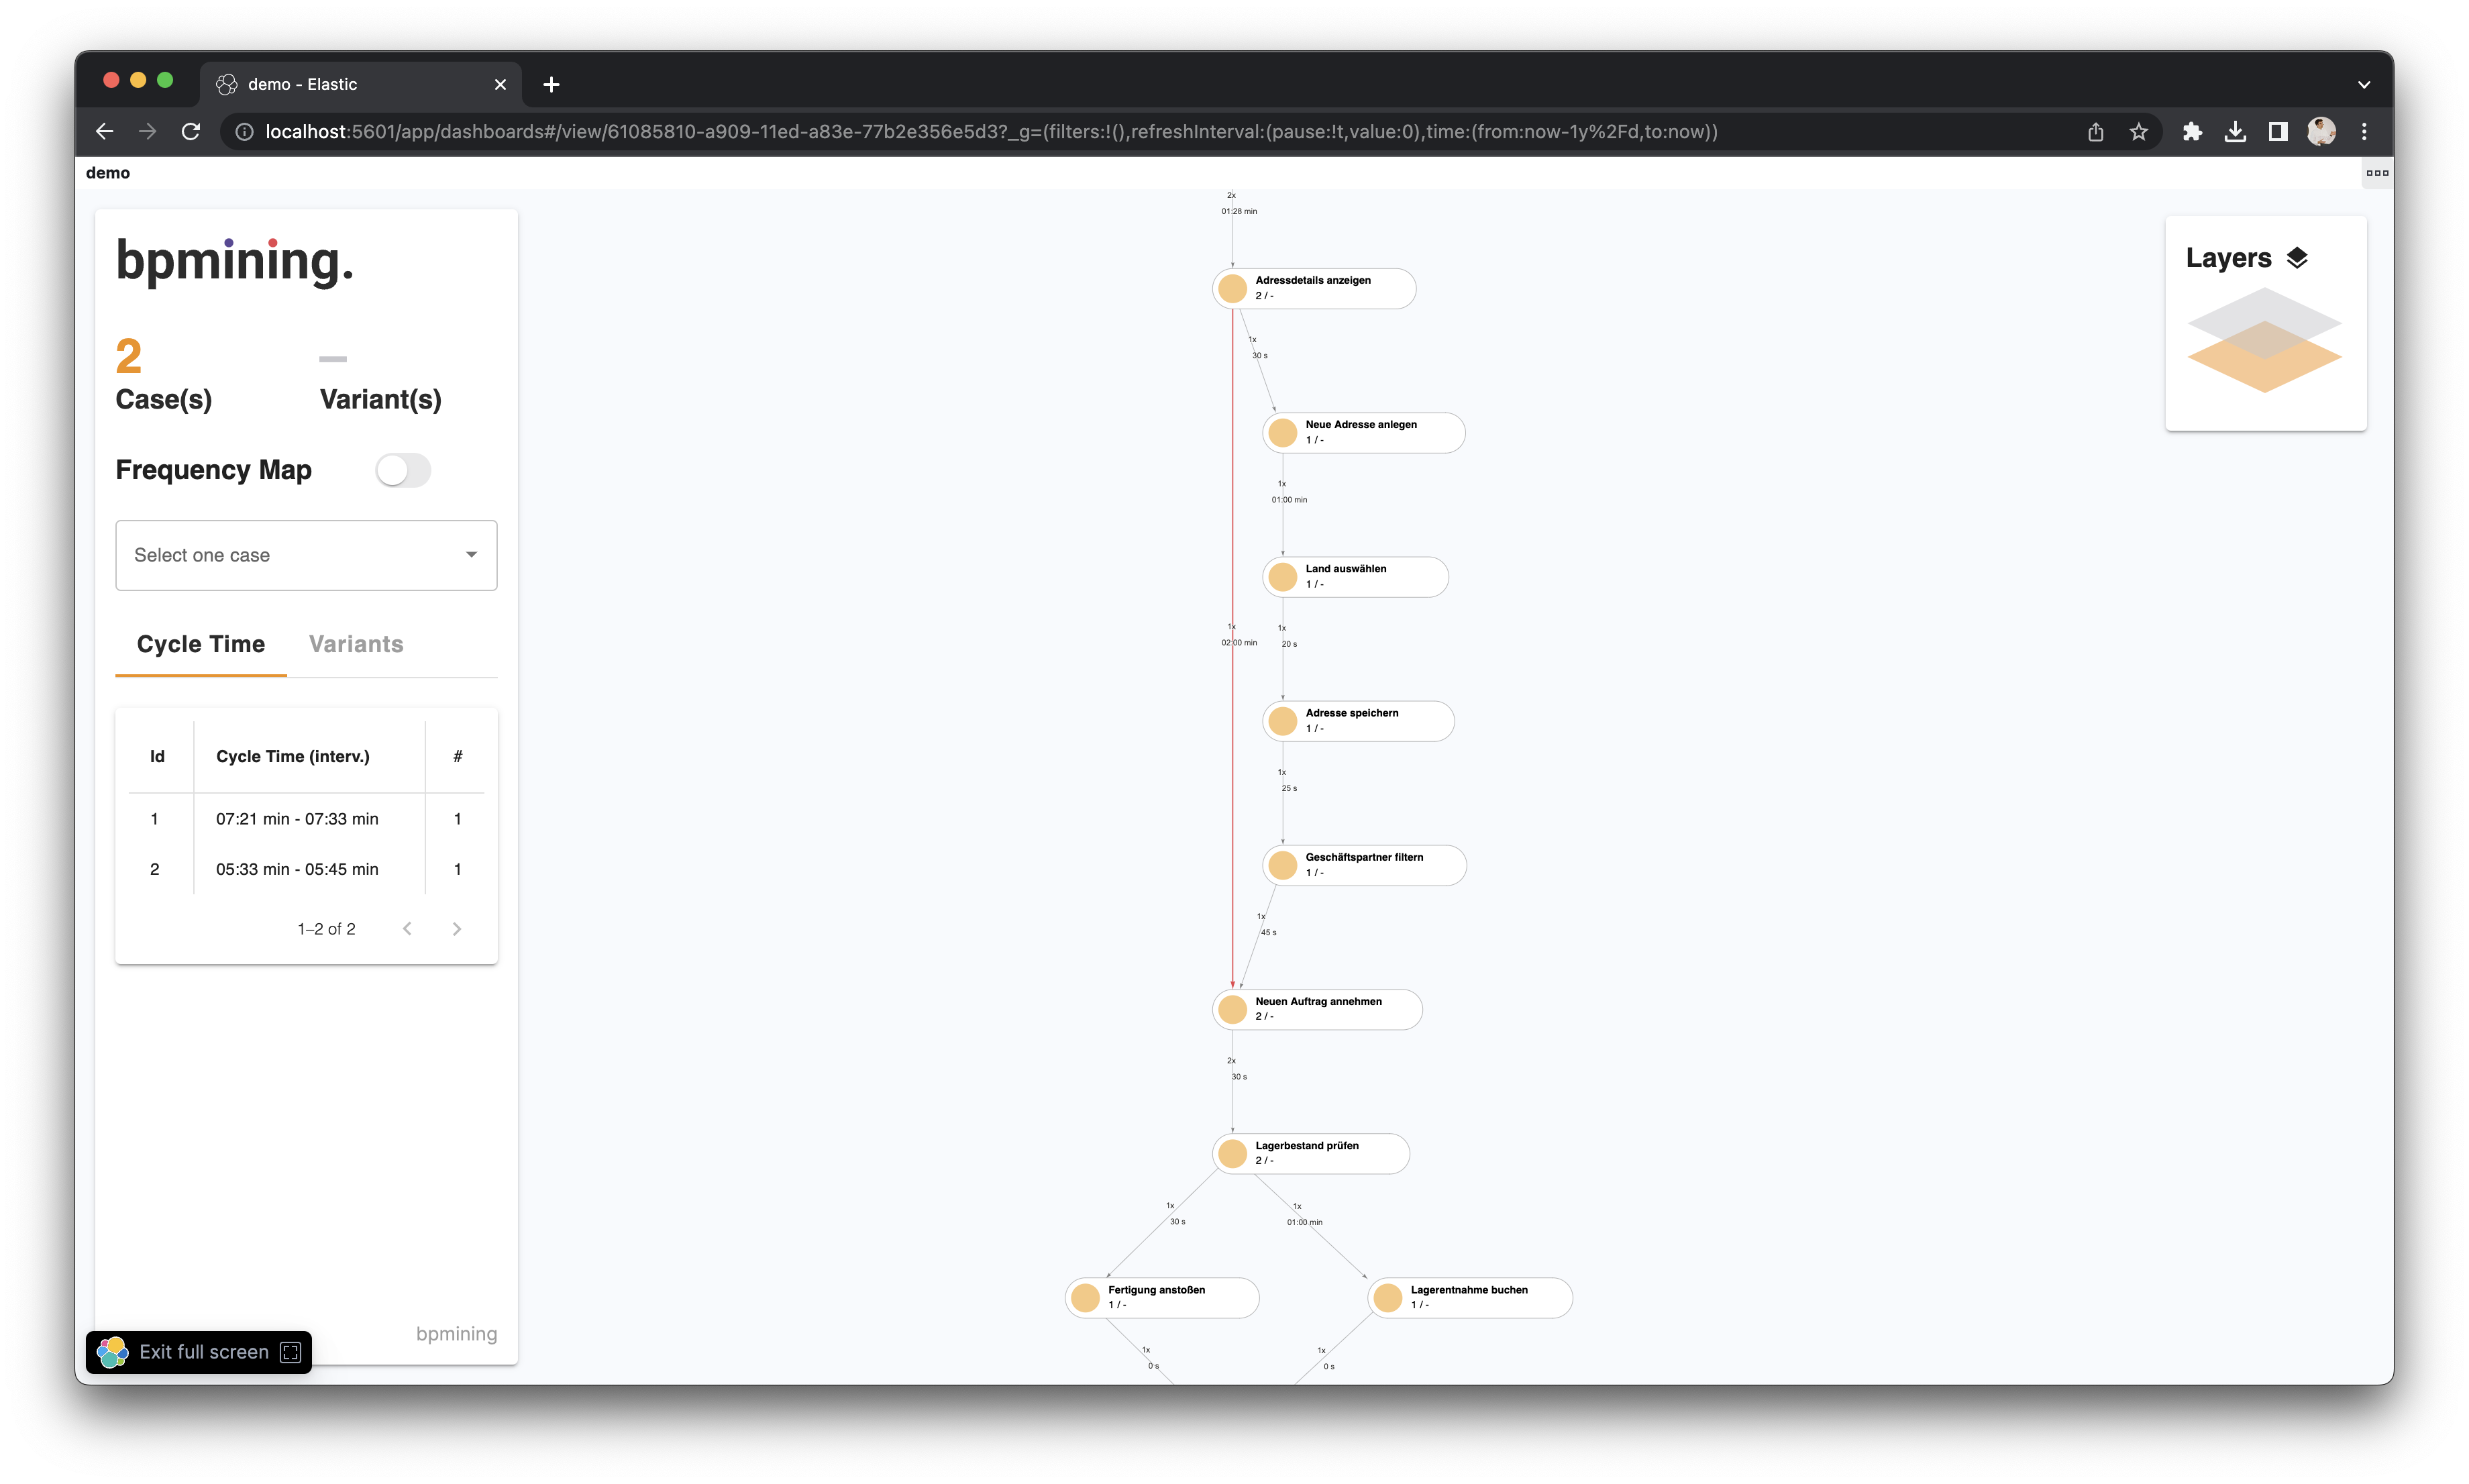 demo - Elastic
localhost:5601/app/dashboards#/view/61085810-a909-11ed-a83e-77b2e356e5d3?_g=(filters:!(),refreshInterval:(pause:!t,value:0),time:(from:now-1y%2Fd,to:now))
demo
bpmining.
2
Case(s)
–
Variant(s)
Frequency Map
Select one case
Cycle Time
Variants
Id Cycle Time (interv.) #
1 07:21 min - 07:33 min 1
2 05:33 min - 05:45 min 1
1–2 of 2
bpmining
Exit full screen
2x
01:28 min
Adressdetails anzeigen
2 / -
1x
30 s
Neue Adresse anlegen
1 / -
1x
01:00 min
Land auswählen
1 / -
1x
02:00 min
1x
20 s
Adresse speichern
1 / -
1x
25 s
Geschäftspartner filtern
1 / -
1x
45 s
Neuen Auftrag annehmen
2 / -
2x
30 s
Lagerbestand prüfen
2 / -
1x
30 s
1x
01:00 min
Fertigung anstoßen
1 / -
Lagerentnahme buchen
1 / -
1x
0 s
1x
0 s
Layers